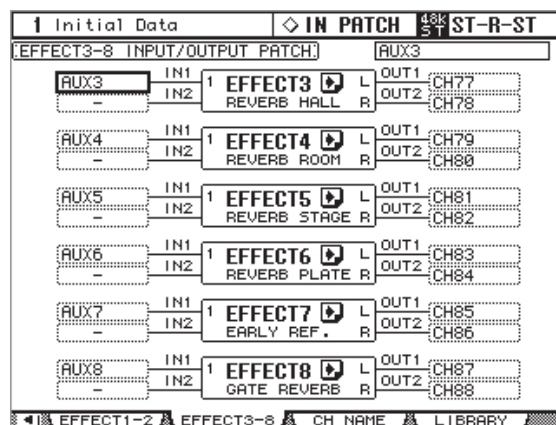 1 Initial Data ◇ IN PATCH 48K ST ST-R-ST
EFFECT3-8 INPUT/OUTPUT PATCH AUX3
AUX3 IN1 1 EFFECT3 L OUT1 CH77
- IN2 REVERB HALL R OUT2 CH78
AUX4 IN1 1 EFFECT4 L OUT1 CH79
- IN2 REVERB ROOM R OUT2 CH80
AUX5 IN1 1 EFFECT5 L OUT1 CH81
- IN2 REVERB STAGE R OUT2 CH82
AUX6 IN1 1 EFFECT6 L OUT1 CH83
- IN2 REVERB PLATE R OUT2 CH84
AUX7 IN1 1 EFFECT7 L OUT1 CH85
- IN2 EARLY REF. R OUT2 CH86
AUX8 IN1 1 EFFECT8 L OUT1 CH87
- IN2 GATE REVERB R OUT2 CH88
EFFECT1-2 EFFECT3-8 CH NAME LIBRARY